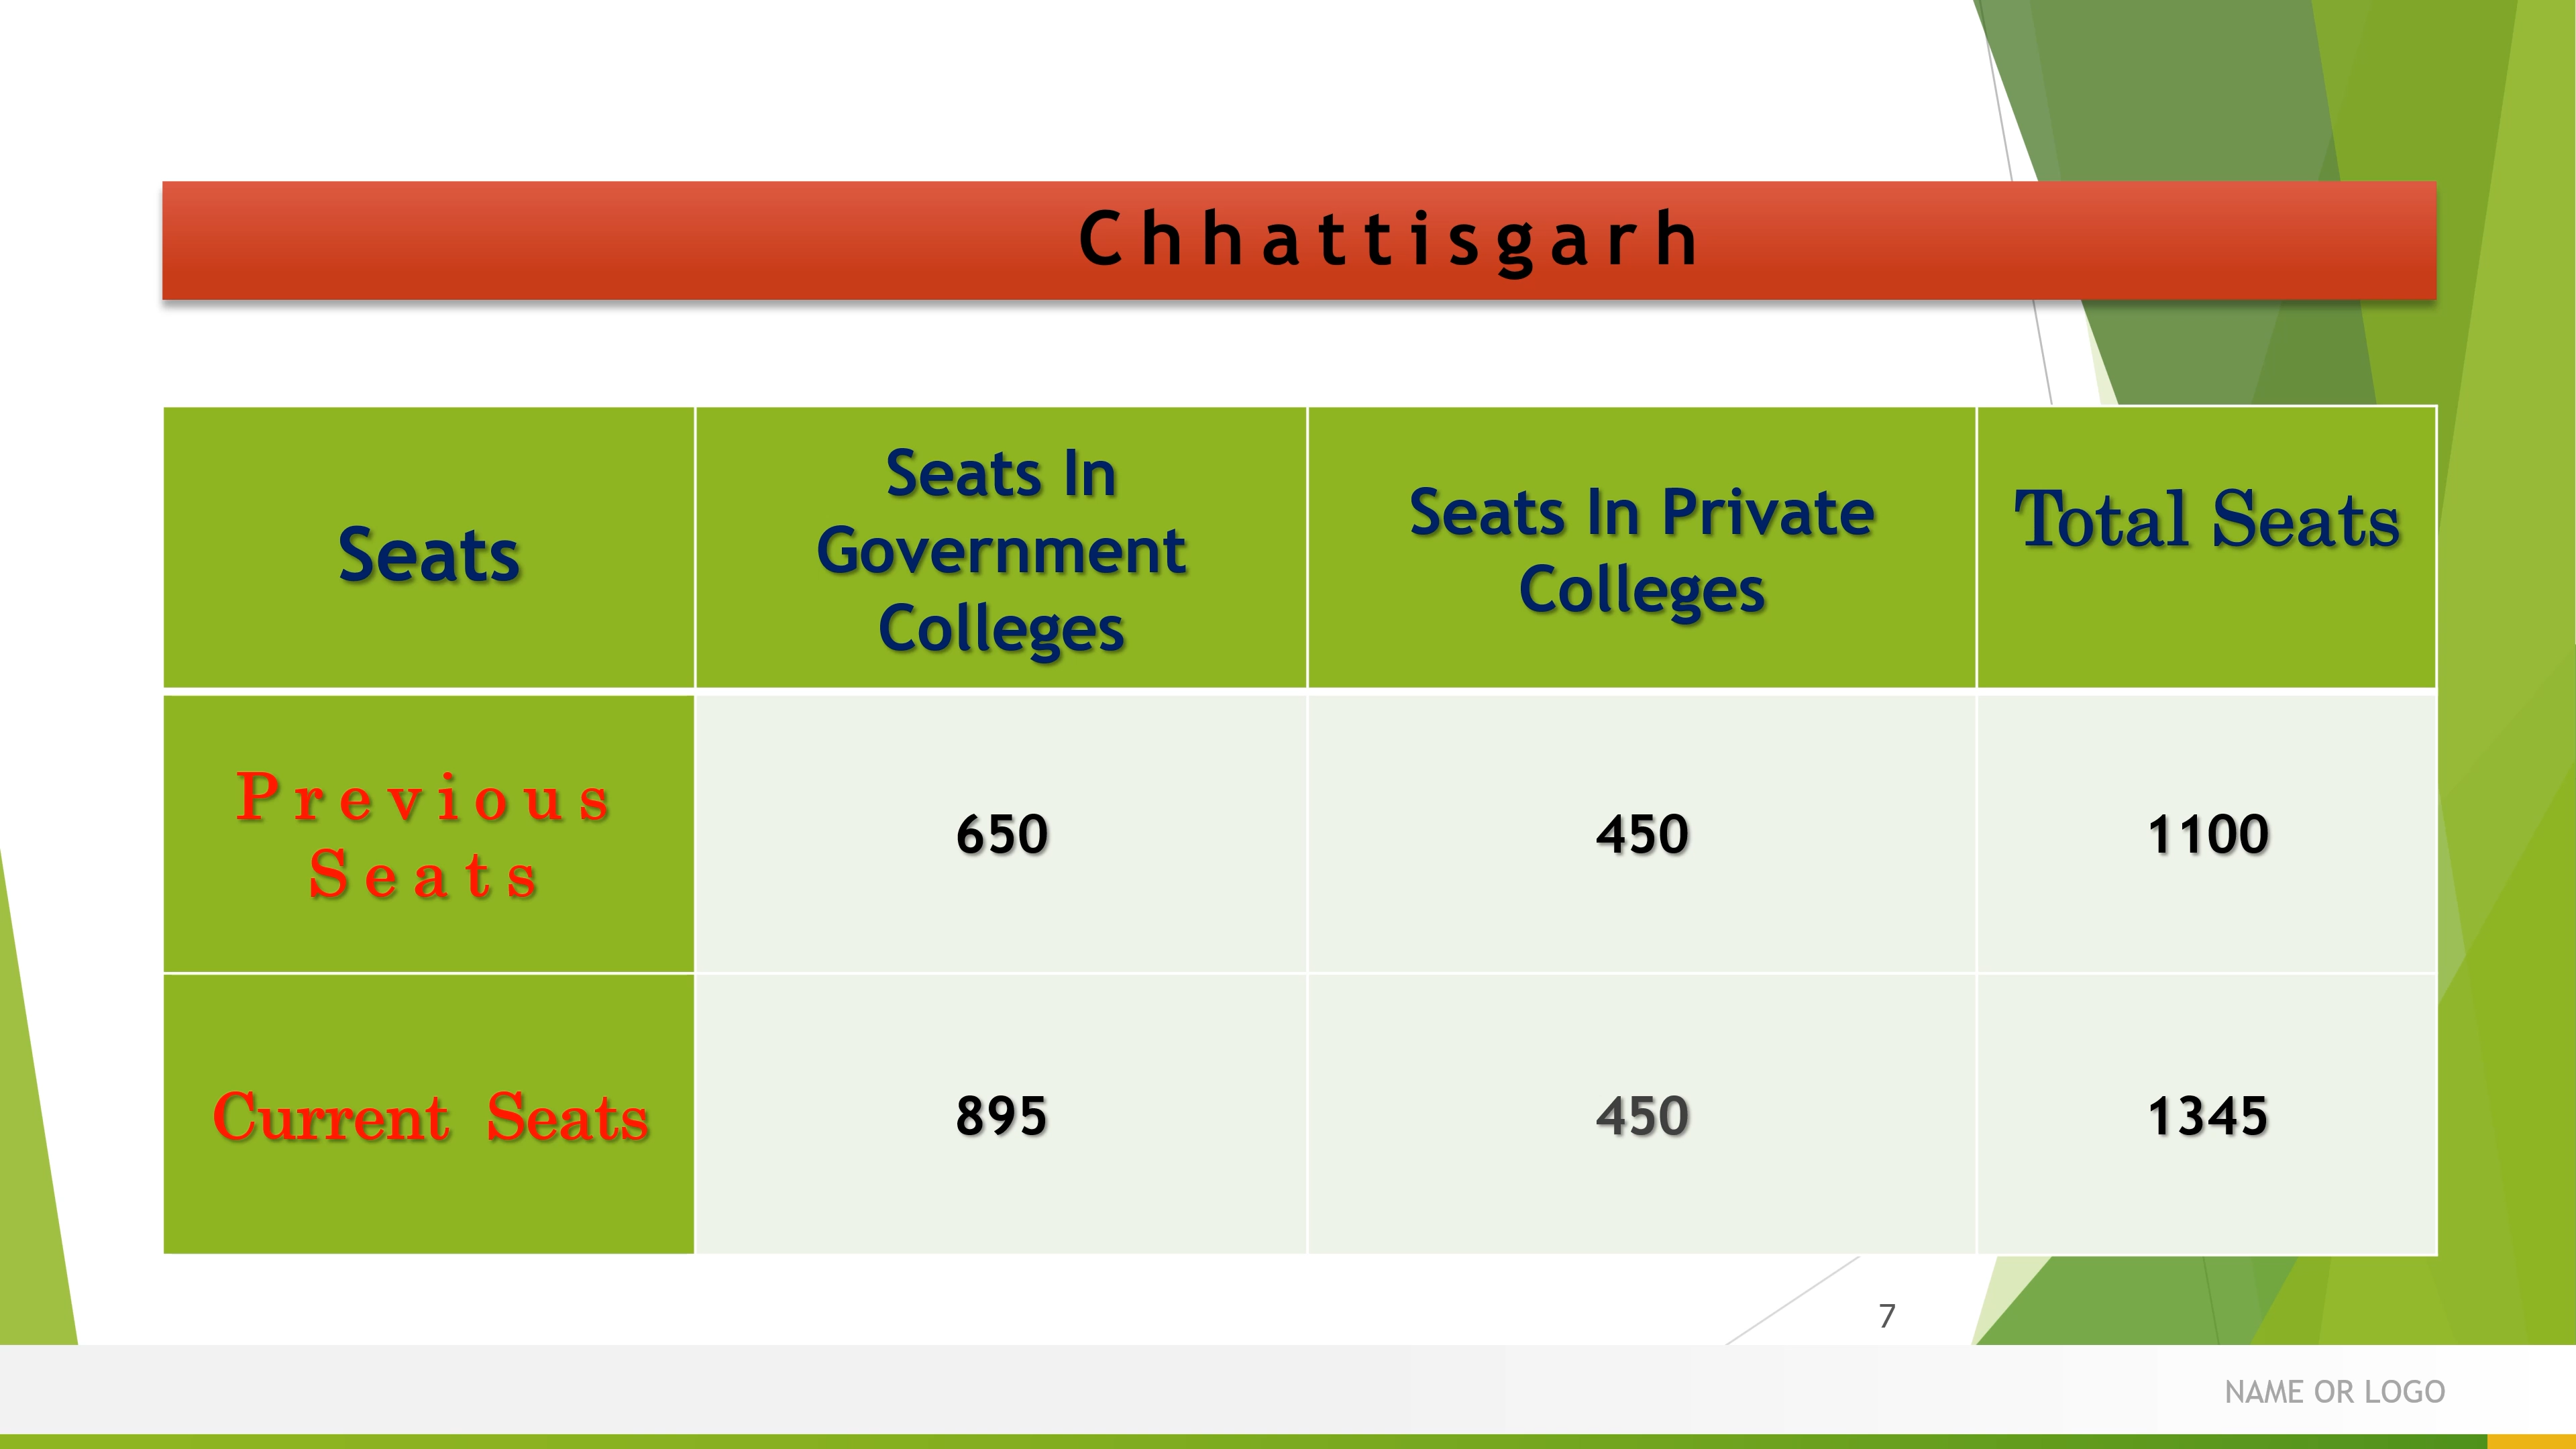 Chhattisgarh
Seats
Seats In
Government
Colleges
Seats In Private
Colleges
Total Seats
Previous
Seats
650
450
1100
Current Seats
895
450
1345
7
NAME OR LOGO